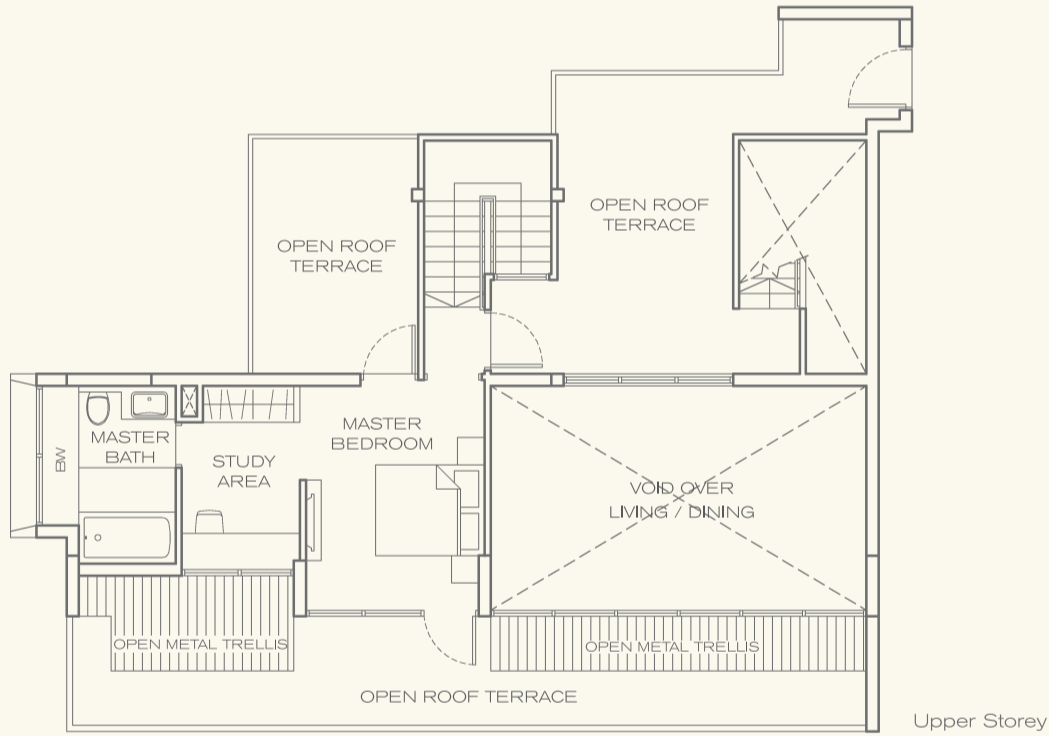 OPEN ROOF
TERRACE
OPEN ROOF
TERRACE
MASTER
BATH
BW
STUDY
AREA
MASTER
BEDROOM
VOID OVER
LIVING / DINING
OPEN METAL TRELLIS
OPEN METAL TRELLIS
OPEN ROOF TERRACE
Upper Storey